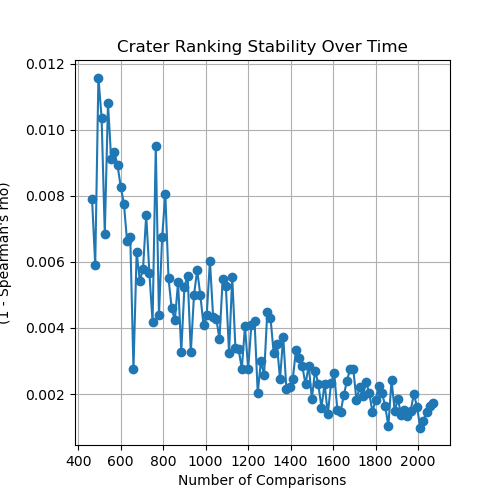 Crater Ranking Stability Over Time
0.012
0.010
0.008
0.006
0.004
0.002
(1 - Spearman's rho)
400 600 800 1000 1200 1400 1600 1800 2000
Number of Comparisons